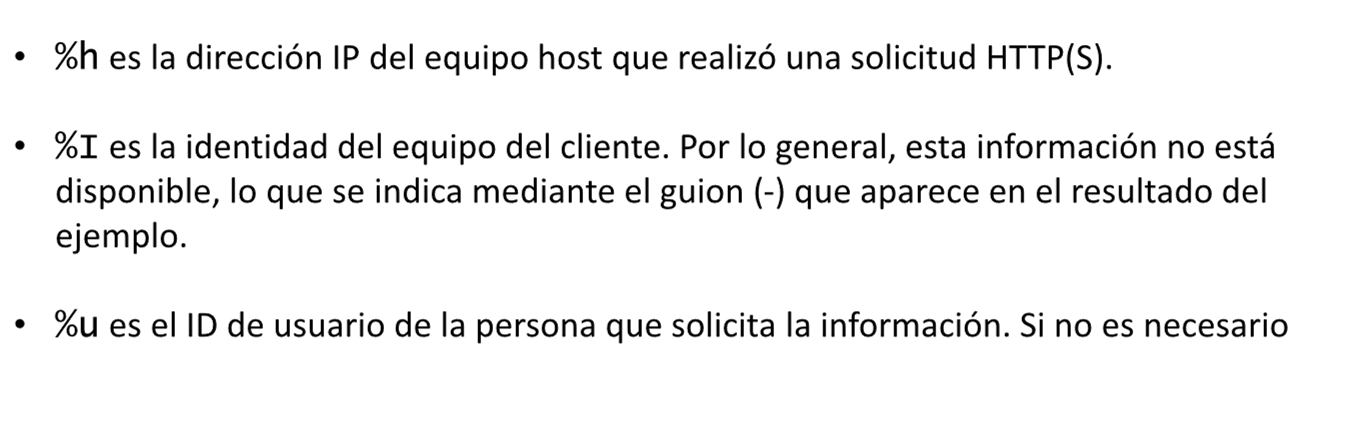 • %h es la dirección IP del equipo host que realizó una solicitud HTTP(S).
• %I es la identidad del equipo del cliente. Por lo general, esta información no está
disponible, lo que se indica mediante el guion (-) que aparece en el resultado del
ejemplo.
• %u es el ID de usuario de la persona que solicita la información. Si no es necesario